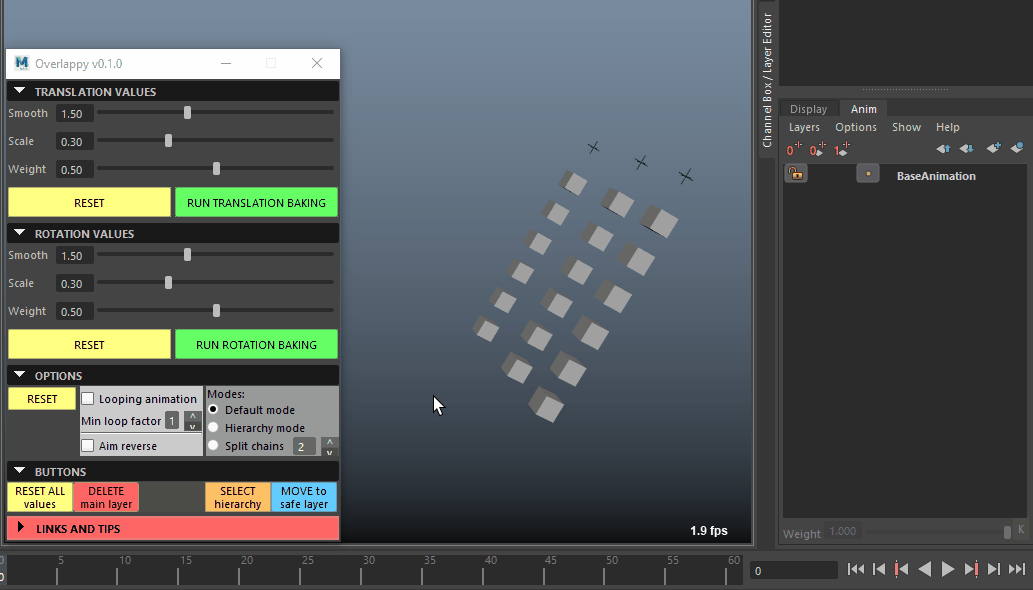 Overlappy v0.1.0
TRANSLATION VALUES
Smooth 1.50
Scale 0.30
Weight 0.50
RESET RUN TRANSLATION BAKING
ROTATION VALUES
Smooth 1.50
Scale 0.30
Weight 0.50
RESET RUN ROTATION BAKING
OPTIONS
RESET
Looping animation
Min loop factor 1
Aim reverse
Modes:
Default mode
Hierarchy mode
Split chains 2
BUTTONS
RESET ALL values
DELETE main layer
SELECT hierarchy
MOVE to safe layer
LINKS AND TIPS
1.9 fps
Channel Box / Layer Editor
Display Anim
Layers Options Show Help
0 0 1
BaseAnimation
Weight 1.000 K
0 5 10 15 20 25 30 35 40 45 50 55 60
0
0